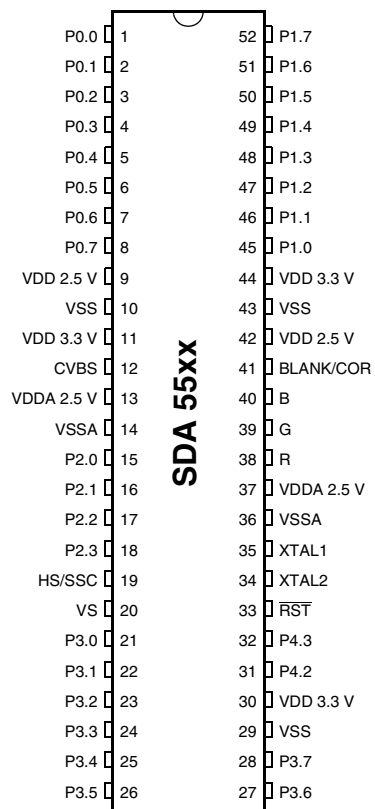 P0.0 1 52 P1.7
P0.1 2 51 P1.6
P0.2 3 50 P1.5
P0.3 4 49 P1.4
P0.4 5 48 P1.3
P0.5 6 47 P1.2
P0.6 7 46 P1.1
P0.7 8 45 P1.0
VDD 2.5 V 9 44 VDD 3.3 V
VSS 10 43 VSS
VDD 3.3 V 11 42 VDD 2.5 V
CVBS 12 41 BLANK/COR
VDDA 2.5 V 13 40 B
VSSA 14 39 G
P2.0 15 38 R
P2.1 16 37 VDDA 2.5 V
P2.2 17 36 VSSA
P2.3 18 35 XTAL1
HS/SSC 19 34 XTAL2
VS 20 33 RST
P3.0 21 32 P4.3
P3.1 22 31 P4.2
P3.2 23 30 VDD 3.3 V
P3.3 24 29 VSS
P3.4 25 28 P3.7
P3.5 26 27 P3.6
SDA 55xx